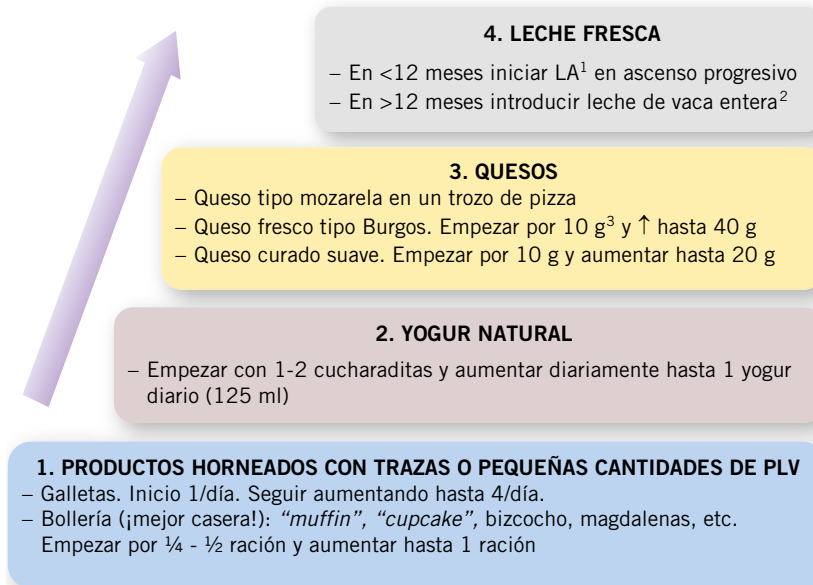 4. LECHE FRESCA
– En <12 meses iniciar LA¹ en ascenso progresivo
– En >12 meses introducir leche de vaca entera²
3. QUESOS
– Queso tipo mozarela en un trozo de pizza
– Queso fresco tipo Burgos. Empezar por 10 g³ y ↑ hasta 40 g
– Queso curado suave. Empezar por 10 g y aumentar hasta 20 g
2. YOGUR NATURAL
– Empezar con 1-2 cucharaditas y aumentar diariamente hasta 1 yogur
diario (125 ml)
1. PRODUCTOS HORNEADOS CON TRAZAS O PEQUEÑAS CANTIDADES DE PLV
– Galletas. Inicio 1/día. Seguir aumentando hasta 4/día.
– Bollería (¡mejor casera!): “muffin”, “cupcake”, bizcocho, magdalenas, etc.
Empezar por ¼ - ½ ración y aumentar hasta 1 ración